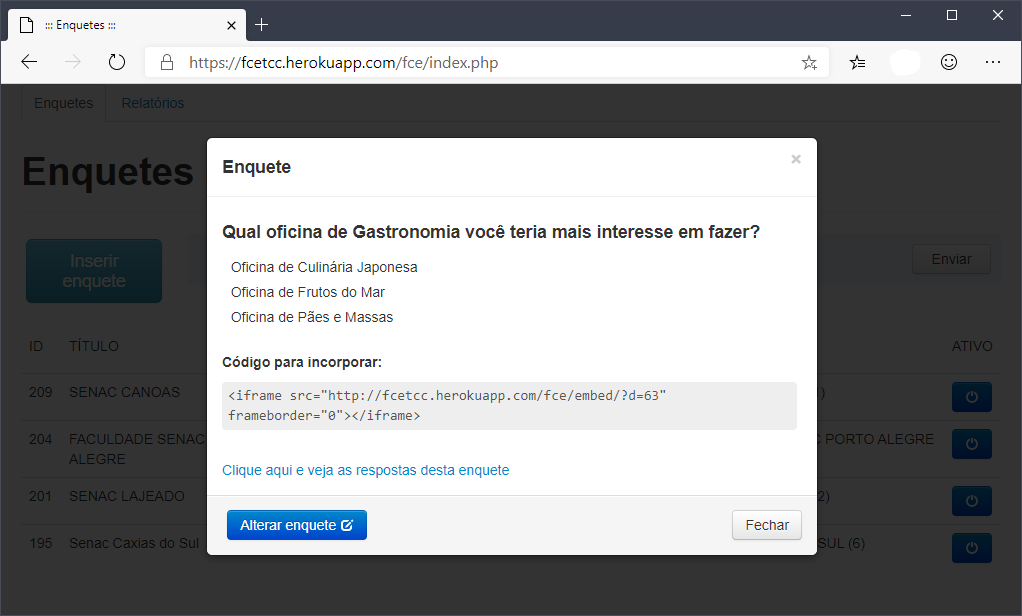 ::: Enquetes :::
https://fcetcc.herokuapp.com/fce/index.php
Enquetes Relatórios
Enquetes
Inserir
enquete
Enviar
ID TÍTULO ATIVO
209 SENAC CANOAS )
204 FACULDADE SENAC PORTO ALEGRE
ALEGRE
201 SENAC LAJEADO 2)
195 Senac Caxias do Sul SUL (6)
Enquete ×
Qual oficina de Gastronomia você teria mais interesse em fazer?
Oficina de Culinária Japonesa
Oficina de Frutos do Mar
Oficina de Pães e Massas
Código para incorporar:
<iframe src="http://fcetcc.herokuapp.com/fce/embed/?d=63"
frameborder="0"></iframe>
Clique aqui e veja as respostas desta enquete
Alterar enquete Fechar